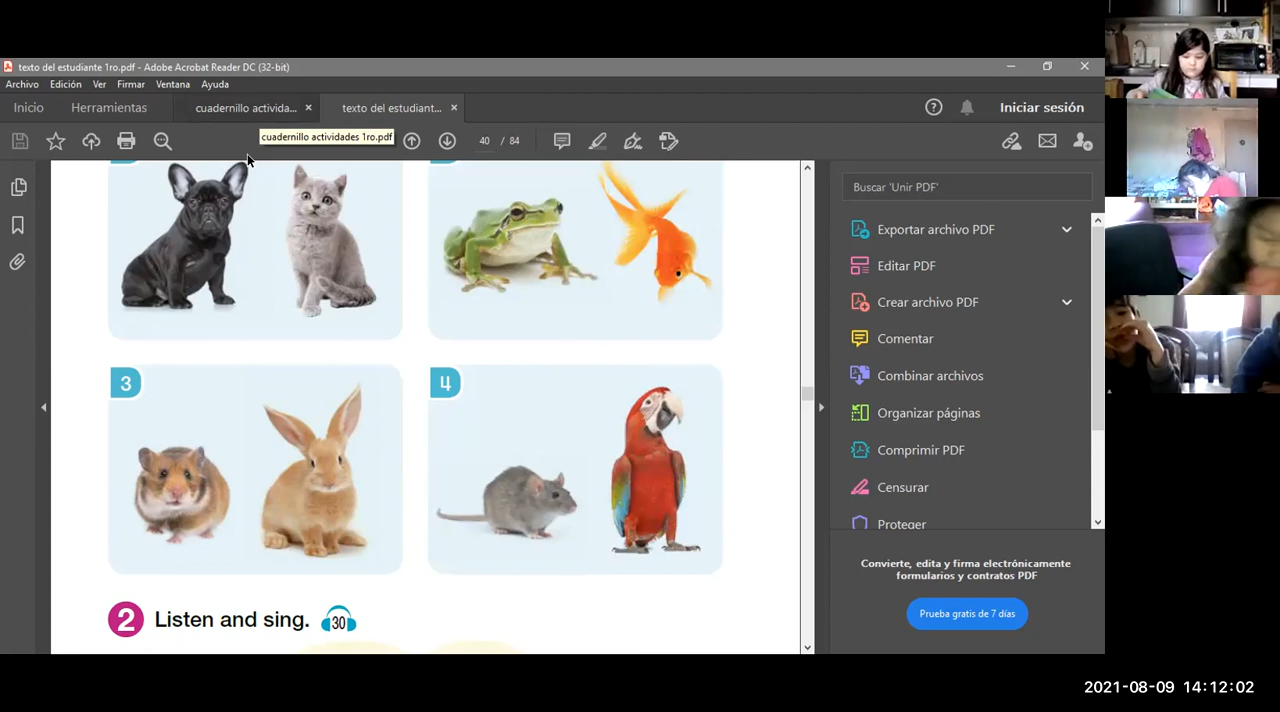 texto del estudiante 1ro.pdf - Adobe Acrobat Reader DC (32-bit)
Archivo Edición Ver Firmar Ventana Ayuda
Inicio Herramientas cuadernillo activida... texto del estudiant... Iniciar sesión
cuadernillo actividades 1ro.pdf
40 / 84
Buscar 'Unir PDF'
Exportar archivo PDF
Editar PDF
Crear archivo PDF
Comentar
Combinar archivos
Organizar páginas
Comprimir PDF
Censurar
Proteger
3
4
2 Listen and sing. 30
Convierte, edita y firma electrónicamente
formularios y contratos PDF
Prueba gratis de 7 días
2021-08-09 14:12:02